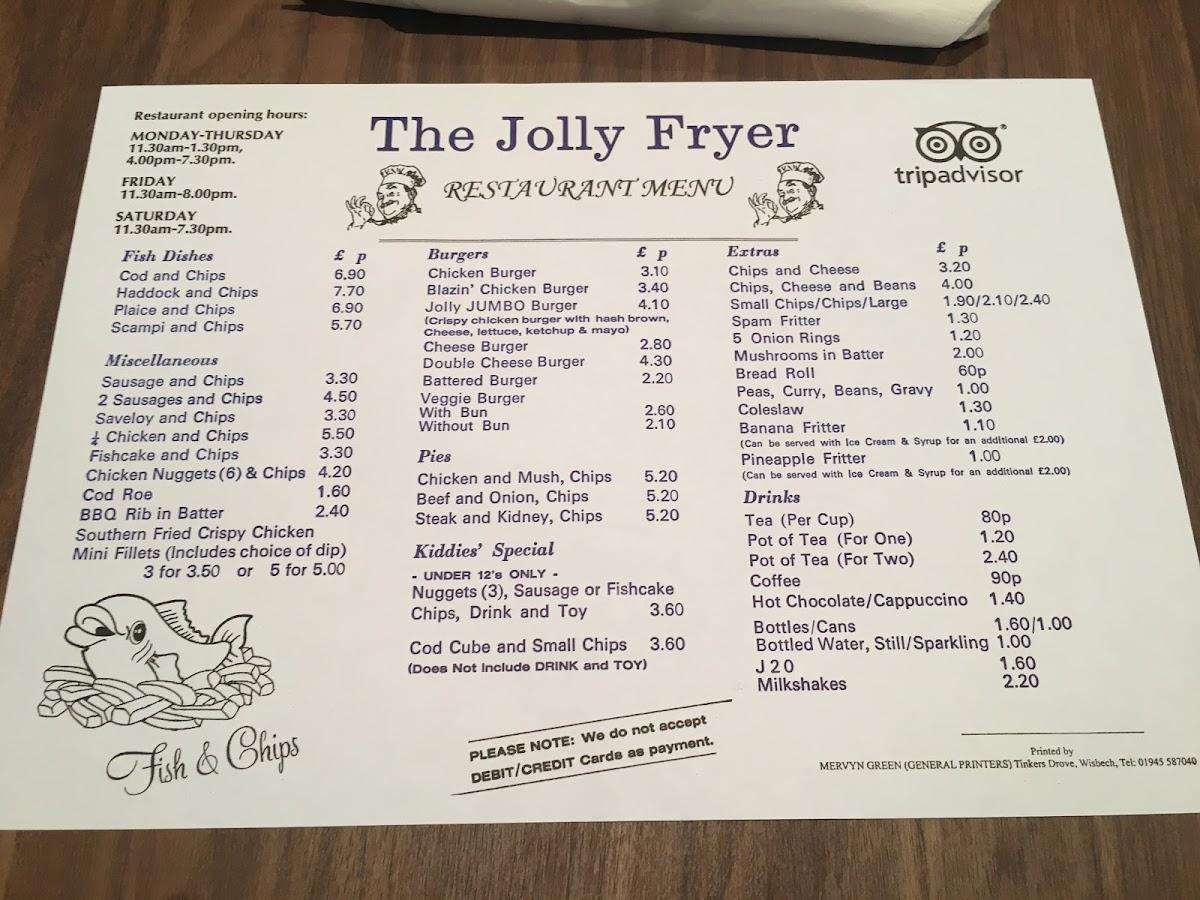 Restaurant opening hours:
MONDAY-THURSDAY
11.30am-1.30pm,
4.00pm-7.30pm.
FRIDAY
11.30am-8.00pm.
SATURDAY
11.30am-7.30pm.
The Jolly Fryer
RESTAURANT MENU
tripadvisor®
Fish Dishes £ p
Cod and Chips 6.90
Haddock and Chips 7.70
Plaice and Chips 6.90
Scampi and Chips 5.70
Miscellaneous
Sausage and Chips 3.30
2 Sausages and Chips 4.50
Saveloy and Chips 3.30
¼ Chicken and Chips 5.50
Fishcake and Chips 3.30
Chicken Nuggets (6) & Chips 4.20
Cod Roe 1.60
BBQ Rib in Batter 2.40
Southern Fried Crispy Chicken
Mini Fillets (Includes choice of dip)
3 for 3.50 or 5 for 5.00
Fish & Chips
Burgers £ p
Chicken Burger 3.10
Blazin' Chicken Burger 3.40
Jolly JUMBO Burger 4.10
(Crispy chicken burger with hash brown,
Cheese, lettuce, ketchup & mayo)
Cheese Burger 2.80
Double Cheese Burger 4.30
Battered Burger 2.20
Veggie Burger
With Bun 2.60
Without Bun 2.10
Pies
Chicken and Mush, Chips 5.20
Beef and Onion, Chips 5.20
Steak and Kidney, Chips 5.20
Kiddies' Special
- UNDER 12's ONLY -
Nuggets (3), Sausage or Fishcake
Chips, Drink and Toy 3.60
Cod Cube and Small Chips 3.60
(Does Not Include DRINK and TOY)
PLEASE NOTE: We do not accept
DEBIT/CREDIT Cards as payment.
Extras £ p
Chips and Cheese 3.20
Chips, Cheese and Beans 4.00
Small Chips/Chips/Large 1.90/2.10/2.40
Spam Fritter 1.30
5 Onion Rings 1.20
Mushrooms in Batter 2.00
Bread Roll 60p
Peas, Curry, Beans, Gravy 1.00
Coleslaw 1.30
Banana Fritter 1.10
(Can be served with Ice Cream & Syrup for an additional £2.00)
Pineapple Fritter 1.00
(Can be served with Ice Cream & Syrup for an additional £2.00)
Drinks
Tea (Per Cup) 80p
Pot of Tea (For One) 1.20
Pot of Tea (For Two) 2.40
Coffee 90p
Hot Chocolate/Cappuccino 1.40
Bottles/Cans 1.60/1.00
Bottled Water, Still/Sparkling 1.00
J20 1.60
Milkshakes 2.20
Printed by
MERVYN GREEN (GENERAL PRINTERS) Tinkers Drove, Wisbech, Tel: 01945 587040